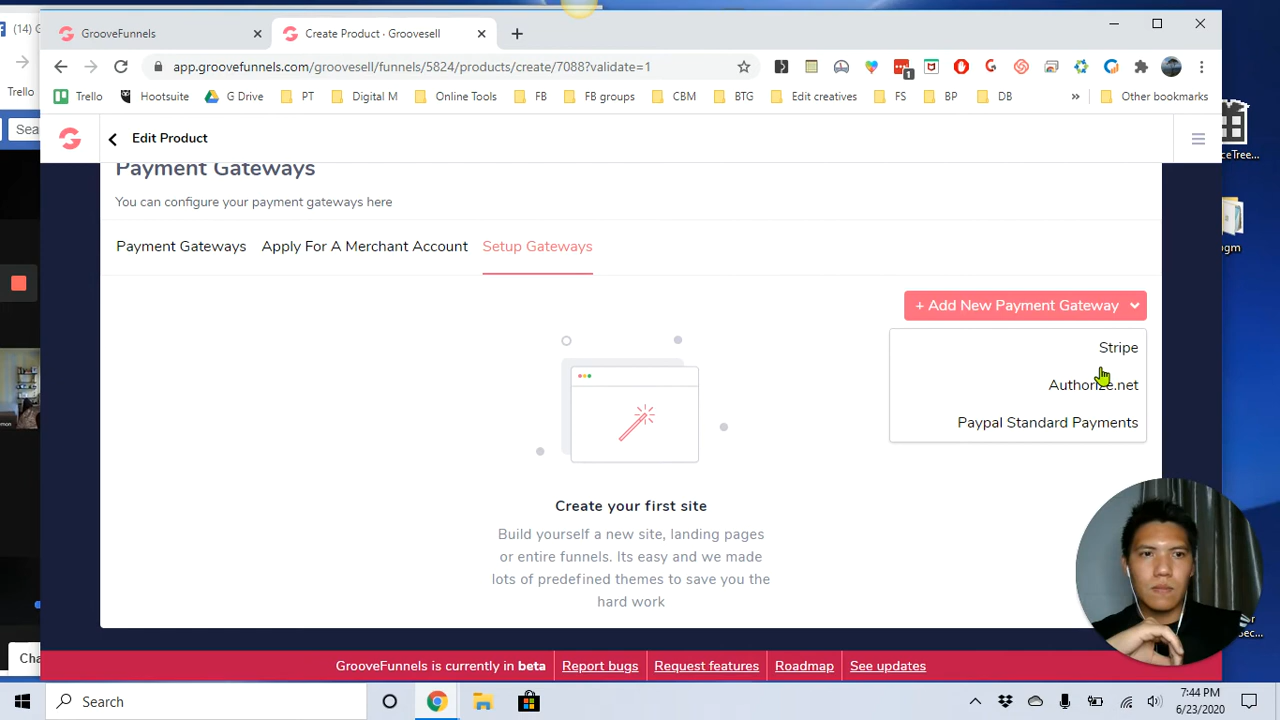 (14) G
GrooveFunnels
Create Product - Groovesell
app.groovefunnels.com/groovesell/funnels/5824/products/create/7088?validate=1
1
Trello
Trello
Hootsuite
G Drive
PT
Digital M
Online Tools
FB
FB groups
CBM
BTG
Edit creatives
FS
BP
DB
»
Other bookmarks
Sea
Edit Product
Payment Gateways
You can configure your payment gateways here
Payment Gateways
Apply For A Merchant Account
Setup Gateways
+ Add New Payment Gateway
Stripe
Authorize.net
Paypal Standard Payments
Create your first site
Build yourself a new site, landing pages
or entire funnels. Its easy and we made
lots of predefined themes to save you the
hard work
Cha
GrooveFunnels is currently in beta
Report bugs
Request features
Roadmap
See updates
Search
7:44 PM
6/23/2020